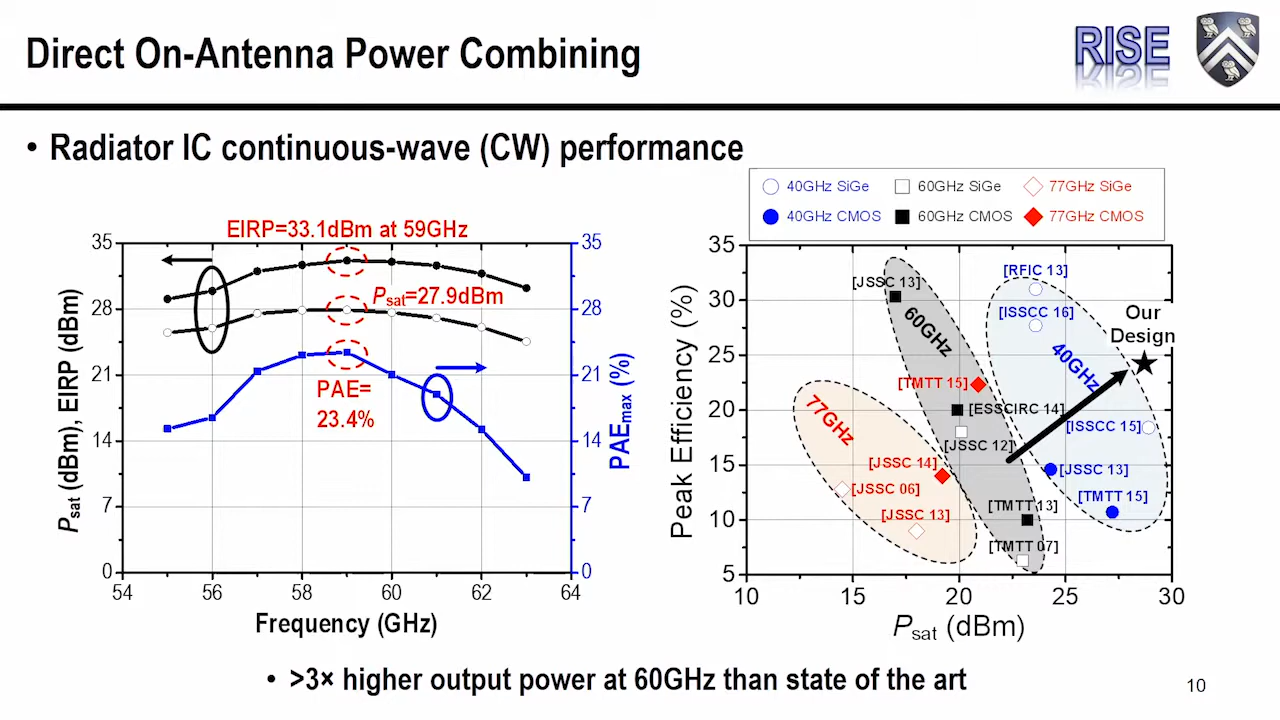 Direct On-Antenna Power Combining
RISE
• Radiator IC continuous-wave (CW) performance
EIRP=33.1dBm at 59GHz
Psat=27.9dBm
PAE=
23.4%
Psat (dBm), EIRP (dBm)
35
28
21
14
7
0
35
28
21
14
7
0
PAEmax (%)
54
56
58
60
62
64
Frequency (GHz)
40GHz SiGe
60GHz SiGe
77GHz SiGe
40GHz CMOS
60GHz CMOS
77GHz CMOS
Peak Efficiency (%)
35
30
25
20
15
10
5
[RFIC 13]
[JSSC 13]
[ISSCC 16]
Our
Design
60GHz
40GHz
[TMTT 15]
77GHz
[ESSCIRC 14]
[ISSCC 15]
[JSSC 12]
[JSSC 14]
[JSSC 13]
[JSSC 06]
[TMTT 15]
[JSSC 13]
[TMTT 13]
[TMTT 07]
10
15
20
25
30
Psat (dBm)
• >3× higher output power at 60GHz than state of the art
10